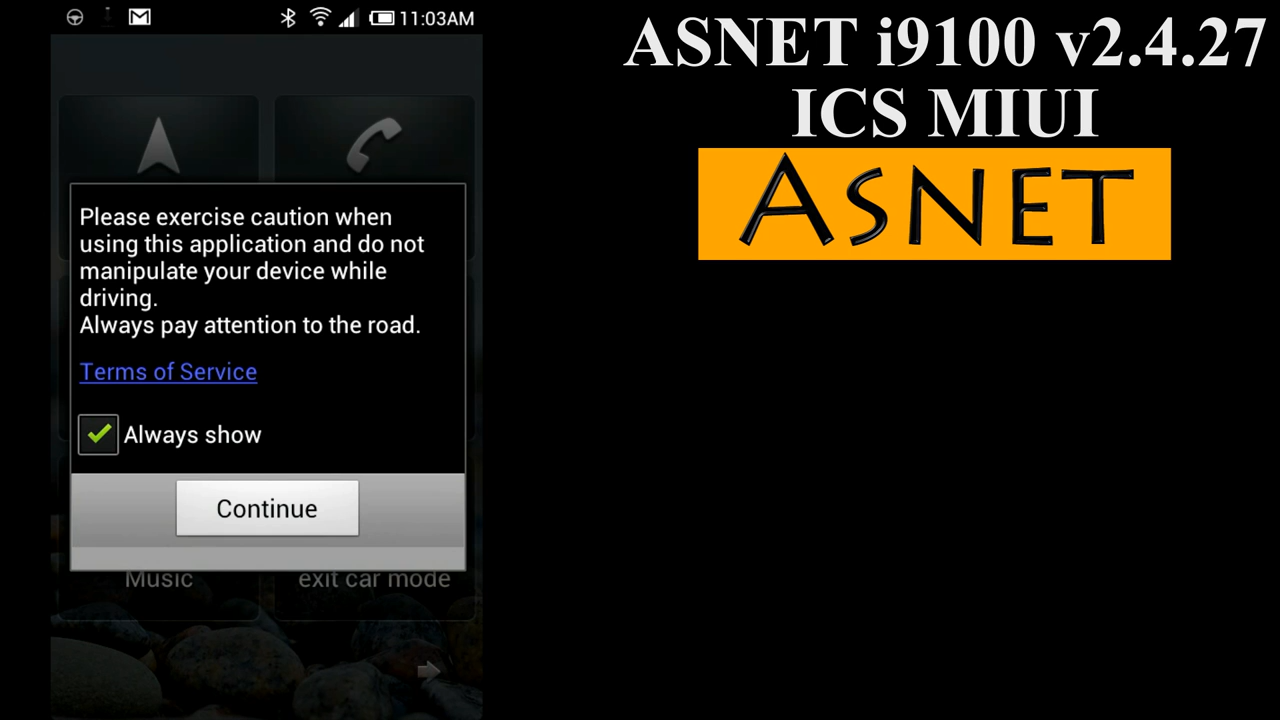 11:03AM
Please exercise caution when
using this application and do not
manipulate your device while
driving.
Always pay attention to the road.
Terms of Service
Always show
Continue
Music
exit car mode
ASNET i9100 v2.4.27
ICS MIUI
ASNET